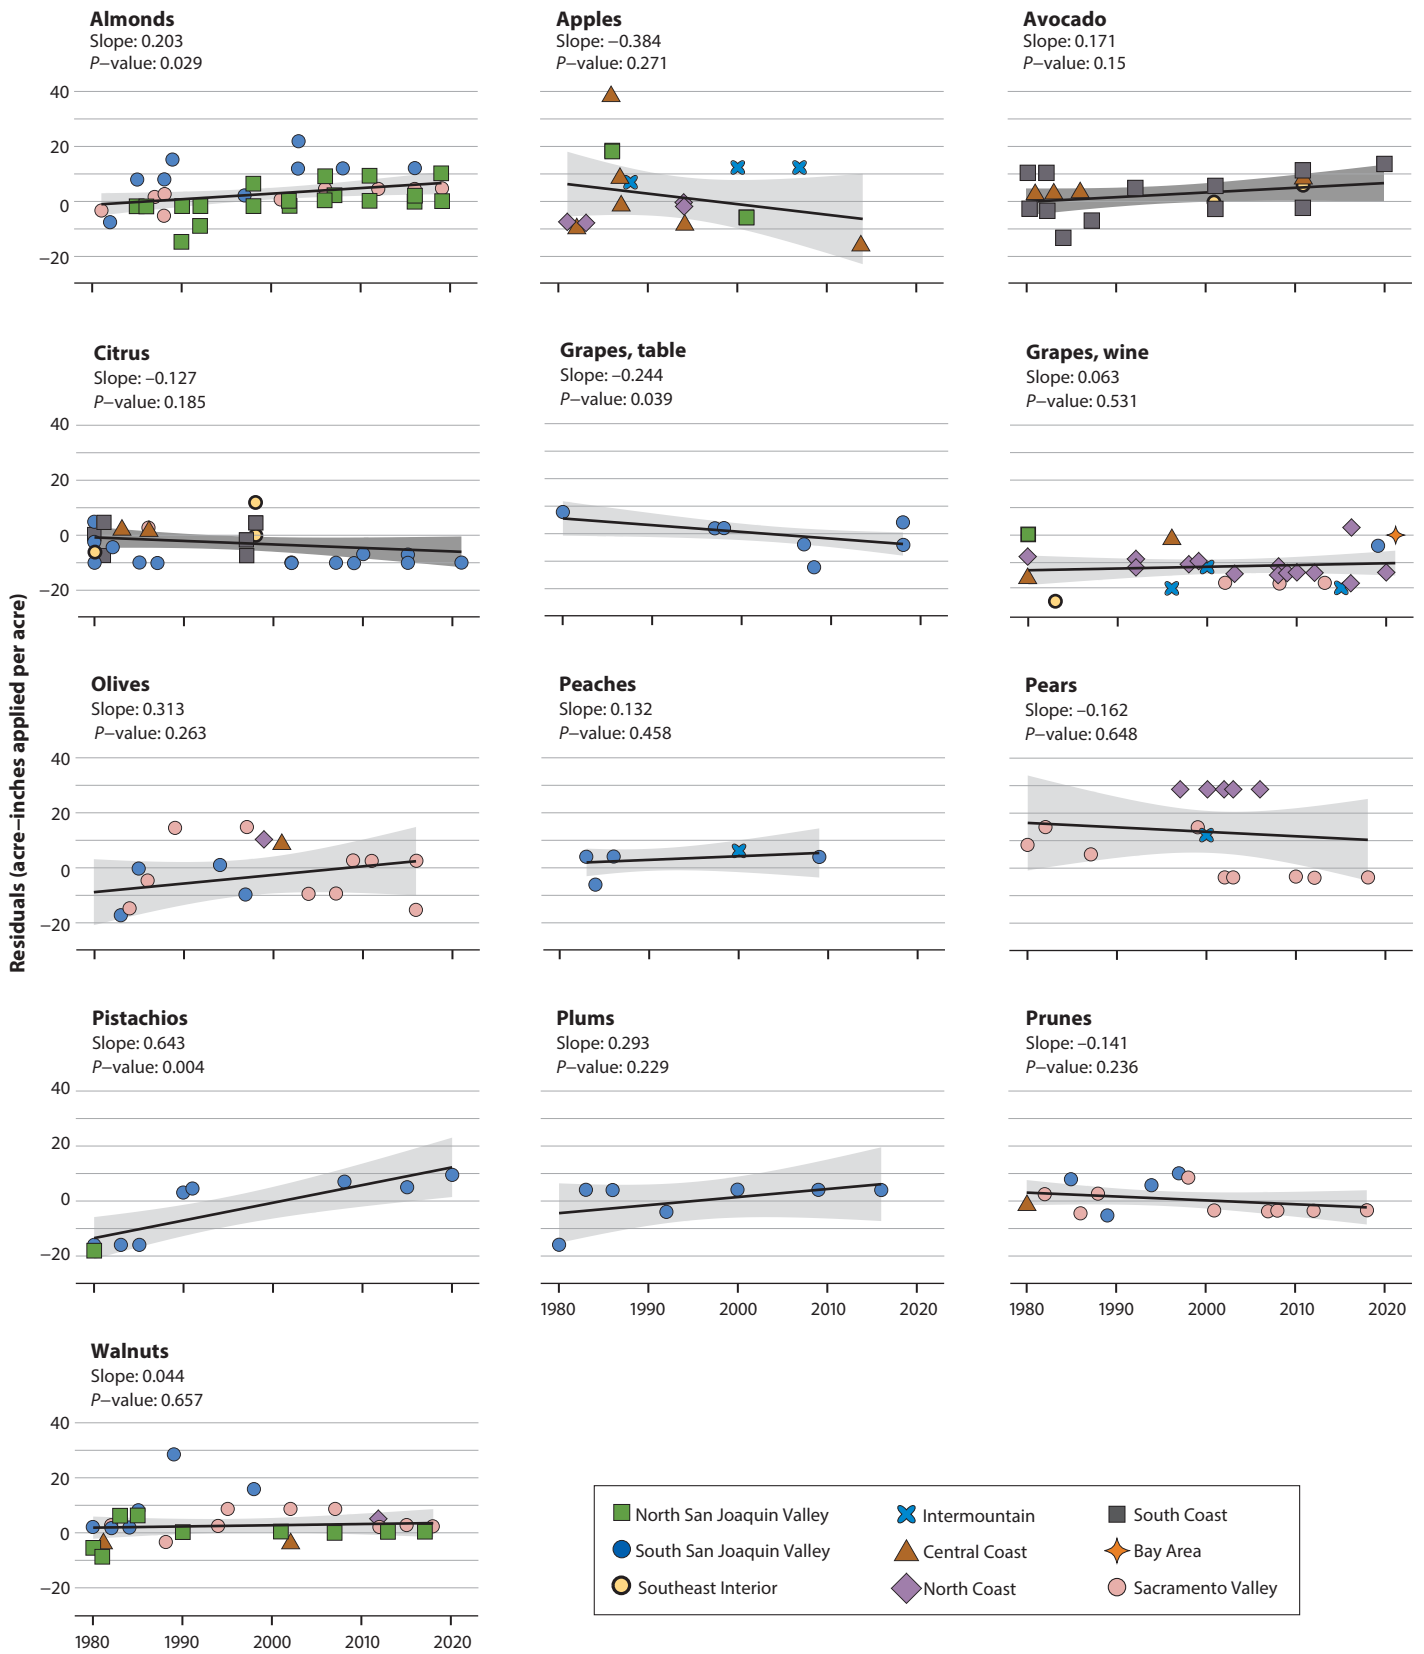 Almonds
Slope: 0.203
P−value: 0.029
Apples
Slope: −0.384
P−value: 0.271
Avocado
Slope: 0.171
P−value: 0.15
40
20
0
−20
Citrus
Slope: −0.127
P−value: 0.185
Grapes, table
Slope: −0.244
P−value: 0.039
Grapes, wine
Slope: 0.063
P−value: 0.531
40
20
0
−20
Residuals (acre−inches applied per acre)
Olives
Slope: 0.313
P−value: 0.263
Peaches
Slope: 0.132
P−value: 0.458
Pears
Slope: −0.162
P−value: 0.648
40
20
0
−20
Pistachios
Slope: 0.643
P−value: 0.004
Plums
Slope: 0.293
P−value: 0.229
Prunes
Slope: −0.141
P−value: 0.236
40
20
0
−20
1980 1990 2000 2010 2020
1980 1990 2000 2010 2020
Walnuts
Slope: 0.044
P−value: 0.657
40
20
0
−20
1980 1990 2000 2010 2020
North San Joaquin Valley
Intermountain
South Coast
South San Joaquin Valley
Central Coast
Bay Area
Southeast Interior
North Coast
Sacramento Valley